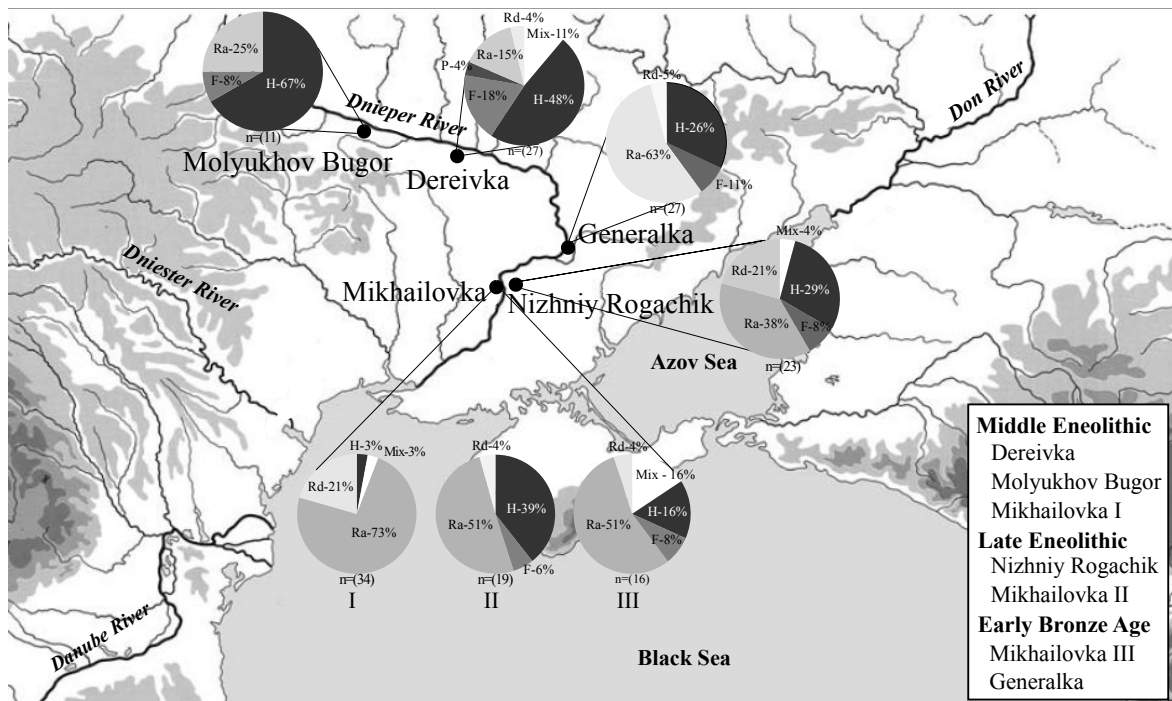 Rd-4%
Mix-11%
Ra-25%
H-67%
F-8%
n=(11)
Ra-15%
P-4%
F-18%
H-48%
n=(27)
Rd-5%
H-26%
Ra-63%
F-11%
n=(27)
Dnieper River
Don River
Molyukhov Bugor
Dereivka
Generalka
Mikhailovka
Nizhniy Rogachik
Dniester River
Mix-4%
Rd-21%
H-29%
Ra-38%
F-8%
n=(23)
Azov Sea
H-3%
Mix-3%
Rd-21%
Ra-73%
n=(34)
I
Rd-4%
H-39%
Ra-51%
F-6%
n=(19)
II
Rd-4%
Mix - 16%
H-16%
Ra-51%
F-8%
n=(16)
III
Danube River
Black Sea
Middle Eneolithic
Dereivka
Molyukhov Bugor
Mikhailovka I
Late Eneolithic
Nizhniy Rogachik
Mikhailovka II
Early Bronze Age
Mikhailovka III
Generalka